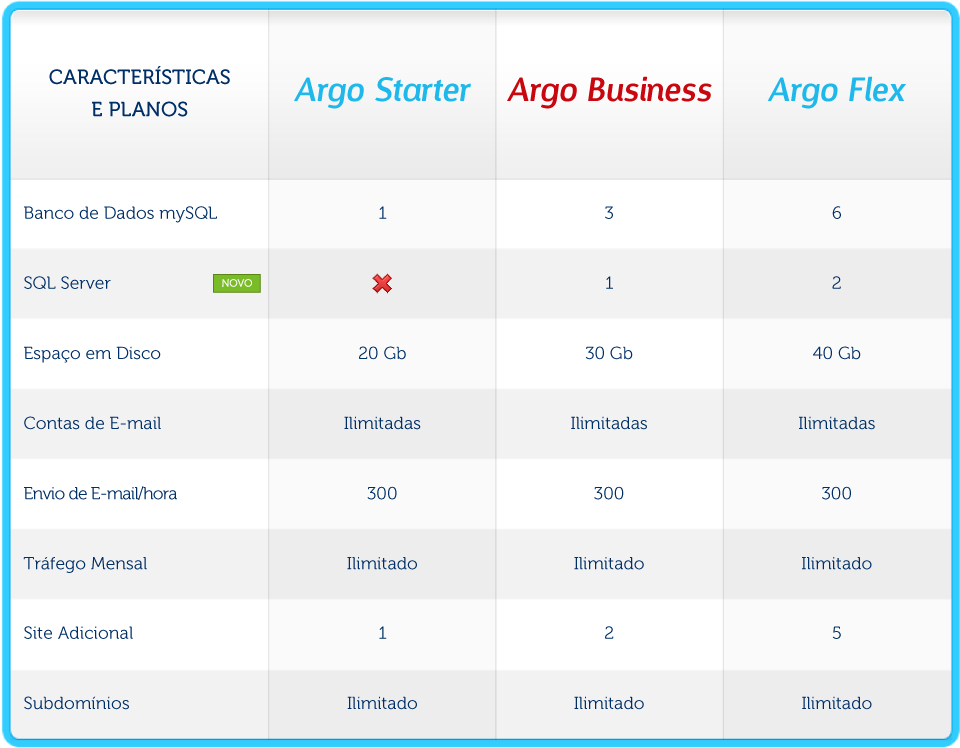 CARACTERÍSTICAS
E PLANOS
Argo Starter Argo Business Argo Flex
Banco de Dados mySQL 1 3 6
SQL Server NOVO 1 2
Espaço em Disco 20 Gb 30 Gb 40 Gb
Contas de E-mail Ilimitadas Ilimitadas Ilimitadas
Envio de E-mail/hora 300 300 300
Tráfego Mensal Ilimitado Ilimitado Ilimitado
Site Adicional 1 2 5
Subdomínios Ilimitado Ilimitado Ilimitado